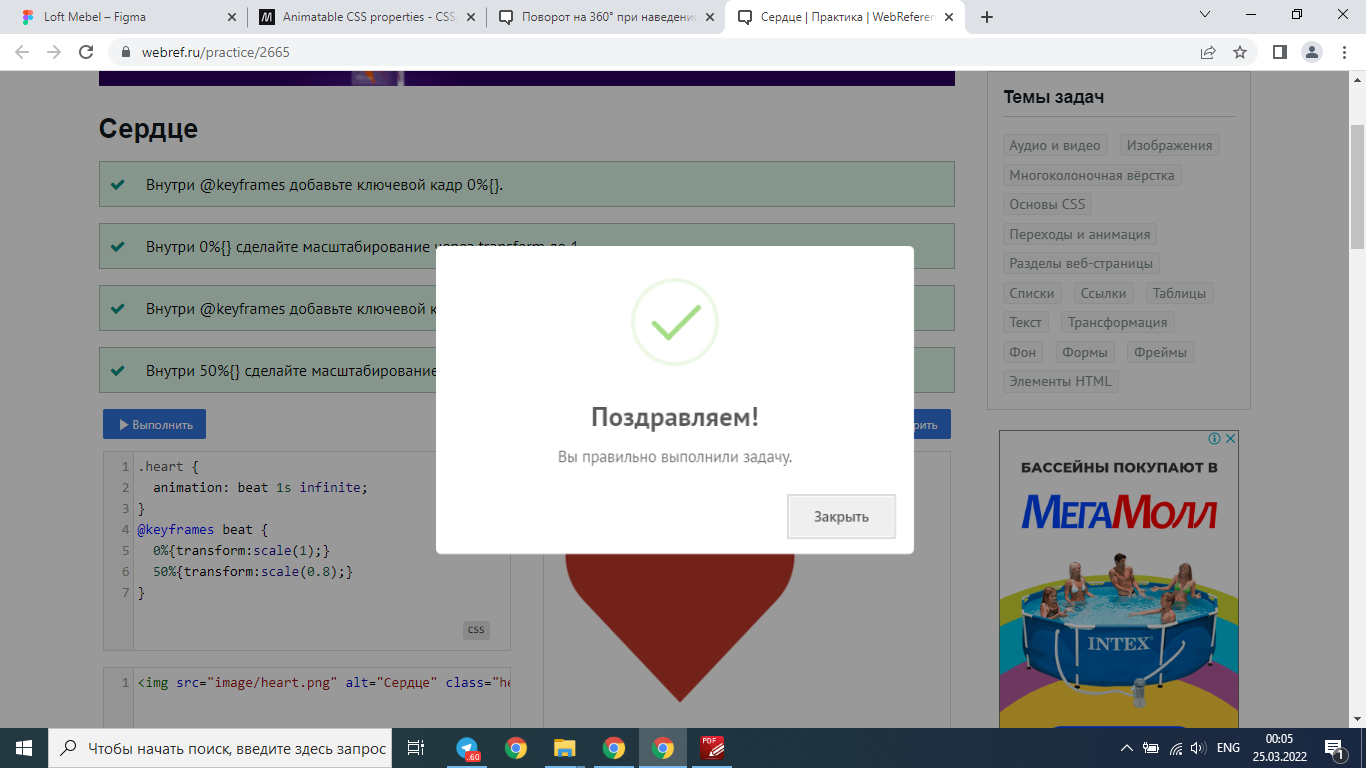 Loft Mebel – Figma
Animatable CSS properties - CSS
Поворот на 360° при наведени
Сердце | Практика | WebReferen
webref.ru/practice/2665
Сердце
Внутри @keyframes добавьте ключевой кадр 0%{}.
Внутри 0%{} сделайте масштабирование через transform до 1.
Внутри @keyframes добавьте ключевой
Внутри 50%{} сделайте масштабирование
Выполнить
1 .heart {
2 animation: beat 1s infinite;
3 }
4 @keyframes beat {
5 0%{transform:scale(1);}
6 50%{transform:scale(0.8);}
7 }
CSS
1 <img src="image/heart.png" alt="Сердце" class="he
Поздравляем!
Вы правильно выполнили задачу.
Закрыть
Темы задач
Аудио и видео Изображения
Многоколоночная вёрстка
Основы CSS
Переходы и анимация
Разделы веб-страницы
Списки Ссылки Таблицы
Текст Трансформация
Фон Формы Фреймы
Элементы HTML
БАССЕЙНЫ ПОКУПАЮТ В
МЕГАМОЛЛ
INTEX
Чтобы начать поиск, введите здесь запрос
.60
PDF
ENG
00:05
25.03.2022
1